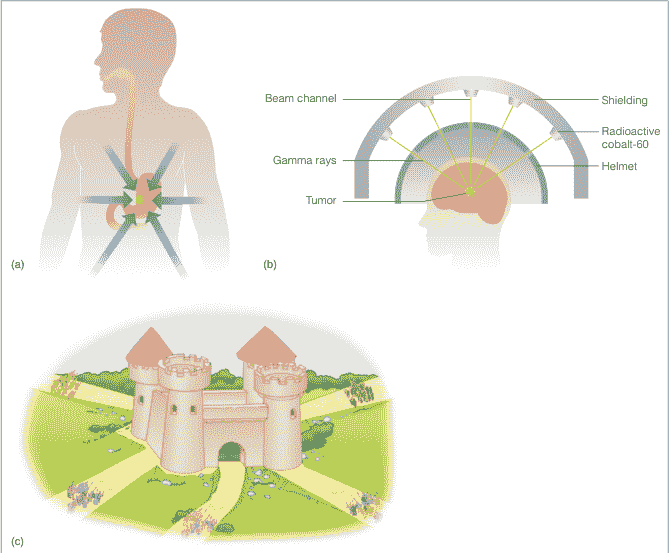 (a)
Beam channel
Gamma rays
Tumor
Shielding
Radioactive
cobalt-60
Helmet
(b)
(c)